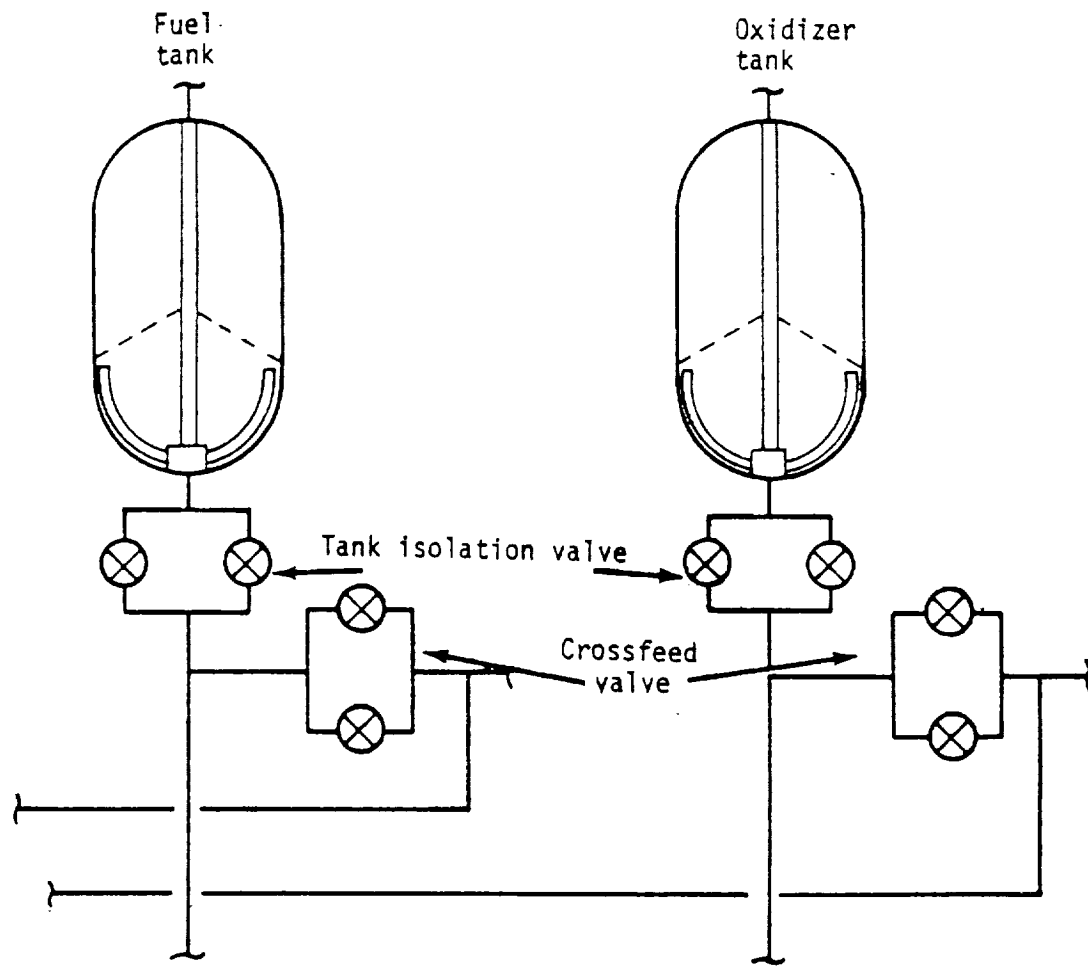 Fuel
tank
Oxidizer
tank
Tank isolation valve
Crossfeed
valve